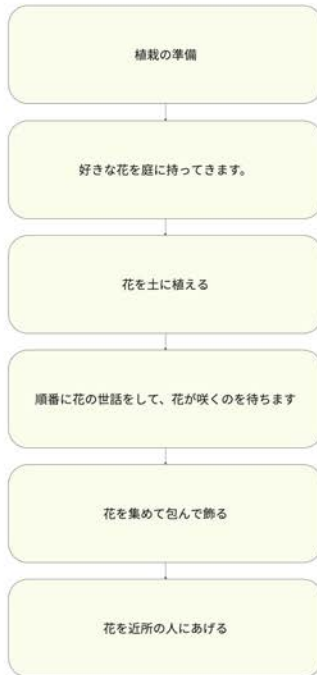 植栽の準備
好きな花を庭に持ってきます。
花を土に植える
順番に花の世話をして、花が咲くのを待ちます
花を集めて包んで飾る
花を近所の人にあげる